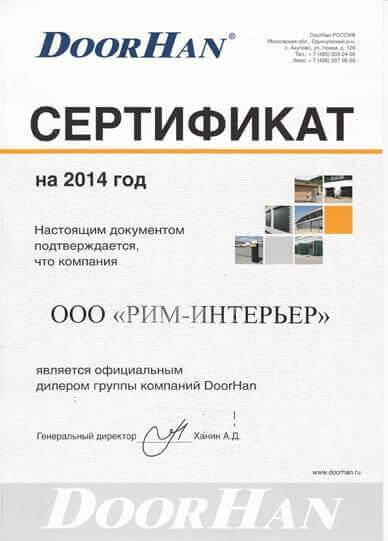 DOORHAN®
DoorHan РОССИЯ
Московская обл., Одинцовский р-н,
с. Акулово, ул. Новая, д. 120
Тел.: + 7 (495) 933-24-00
Факс: + 7 (495) 937-95-50
СЕРТИФИКАТ
на 2014 год
Настоящим документом
подтверждается,
что компания
ООО «РИМ-ИНТЕРЬЕР»
является официальным
дилером группы компаний DoorHan
Генеральный директор Ханин А.Д.
www.doorhan.ru
DOORHAN